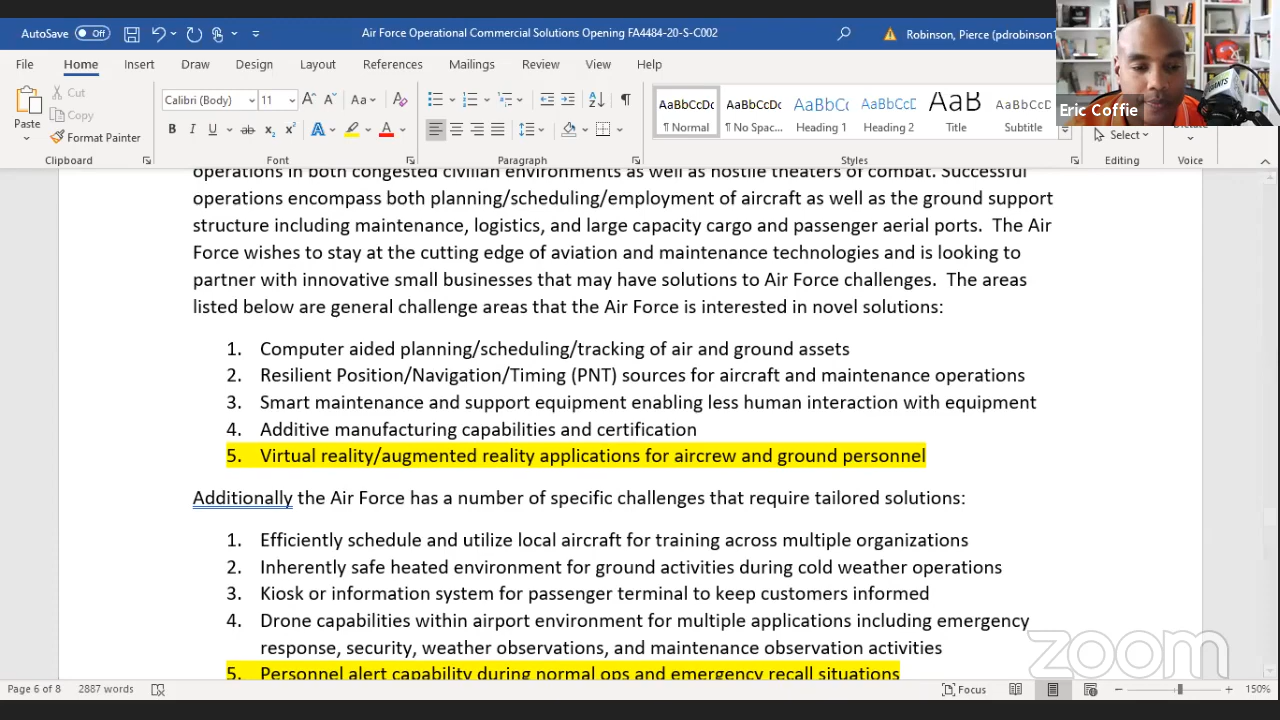 AutoSave Off Air Force Operational Commercial Solutions Opening FA4484-20-S-C002 Robinson, Pierce (pdrobinson
File Home Insert Draw Design Layout References Mailings Review View Help
Cut
Copy
Paste
Format Painter
Calibri (Body) 11
AaBbCcDc AaBbCcDc AaBbCc AaBbCcD AaB AaBbCcD
¶ Normal ¶ No Spac... Heading 1 Heading 2 Title Subtitle
Select
Clipboard Font Paragraph Styles Editing Voice
Eric Coffie
operations in both congested civilian environments as well as hostile theaters of combat. Successful
operations encompass both planning/scheduling/employment of aircraft as well as the ground support
structure including maintenance, logistics, and large capacity cargo and passenger aerial ports. The Air
Force wishes to stay at the cutting edge of aviation and maintenance technologies and is looking to
partner with innovative small businesses that may have solutions to Air Force challenges. The areas
listed below are general challenge areas that the Air Force is interested in novel solutions:
1. Computer aided planning/scheduling/tracking of air and ground assets
2. Resilient Position/Navigation/Timing (PNT) sources for aircraft and maintenance operations
3. Smart maintenance and support equipment enabling less human interaction with equipment
4. Additive manufacturing capabilities and certification
5. Virtual reality/augmented reality applications for aircrew and ground personnel
Additionally the Air Force has a number of specific challenges that require tailored solutions:
1. Efficiently schedule and utilize local aircraft for training across multiple organizations
2. Inherently safe heated environment for ground activities during cold weather operations
3. Kiosk or information system for passenger terminal to keep customers informed
4. Drone capabilities within airport environment for multiple applications including emergency
response, security, weather observations, and maintenance observation activities
5. Personnel alert capability during normal ops and emergency recall situations
zoom
Page 6 of 8 2887 words Focus 150%